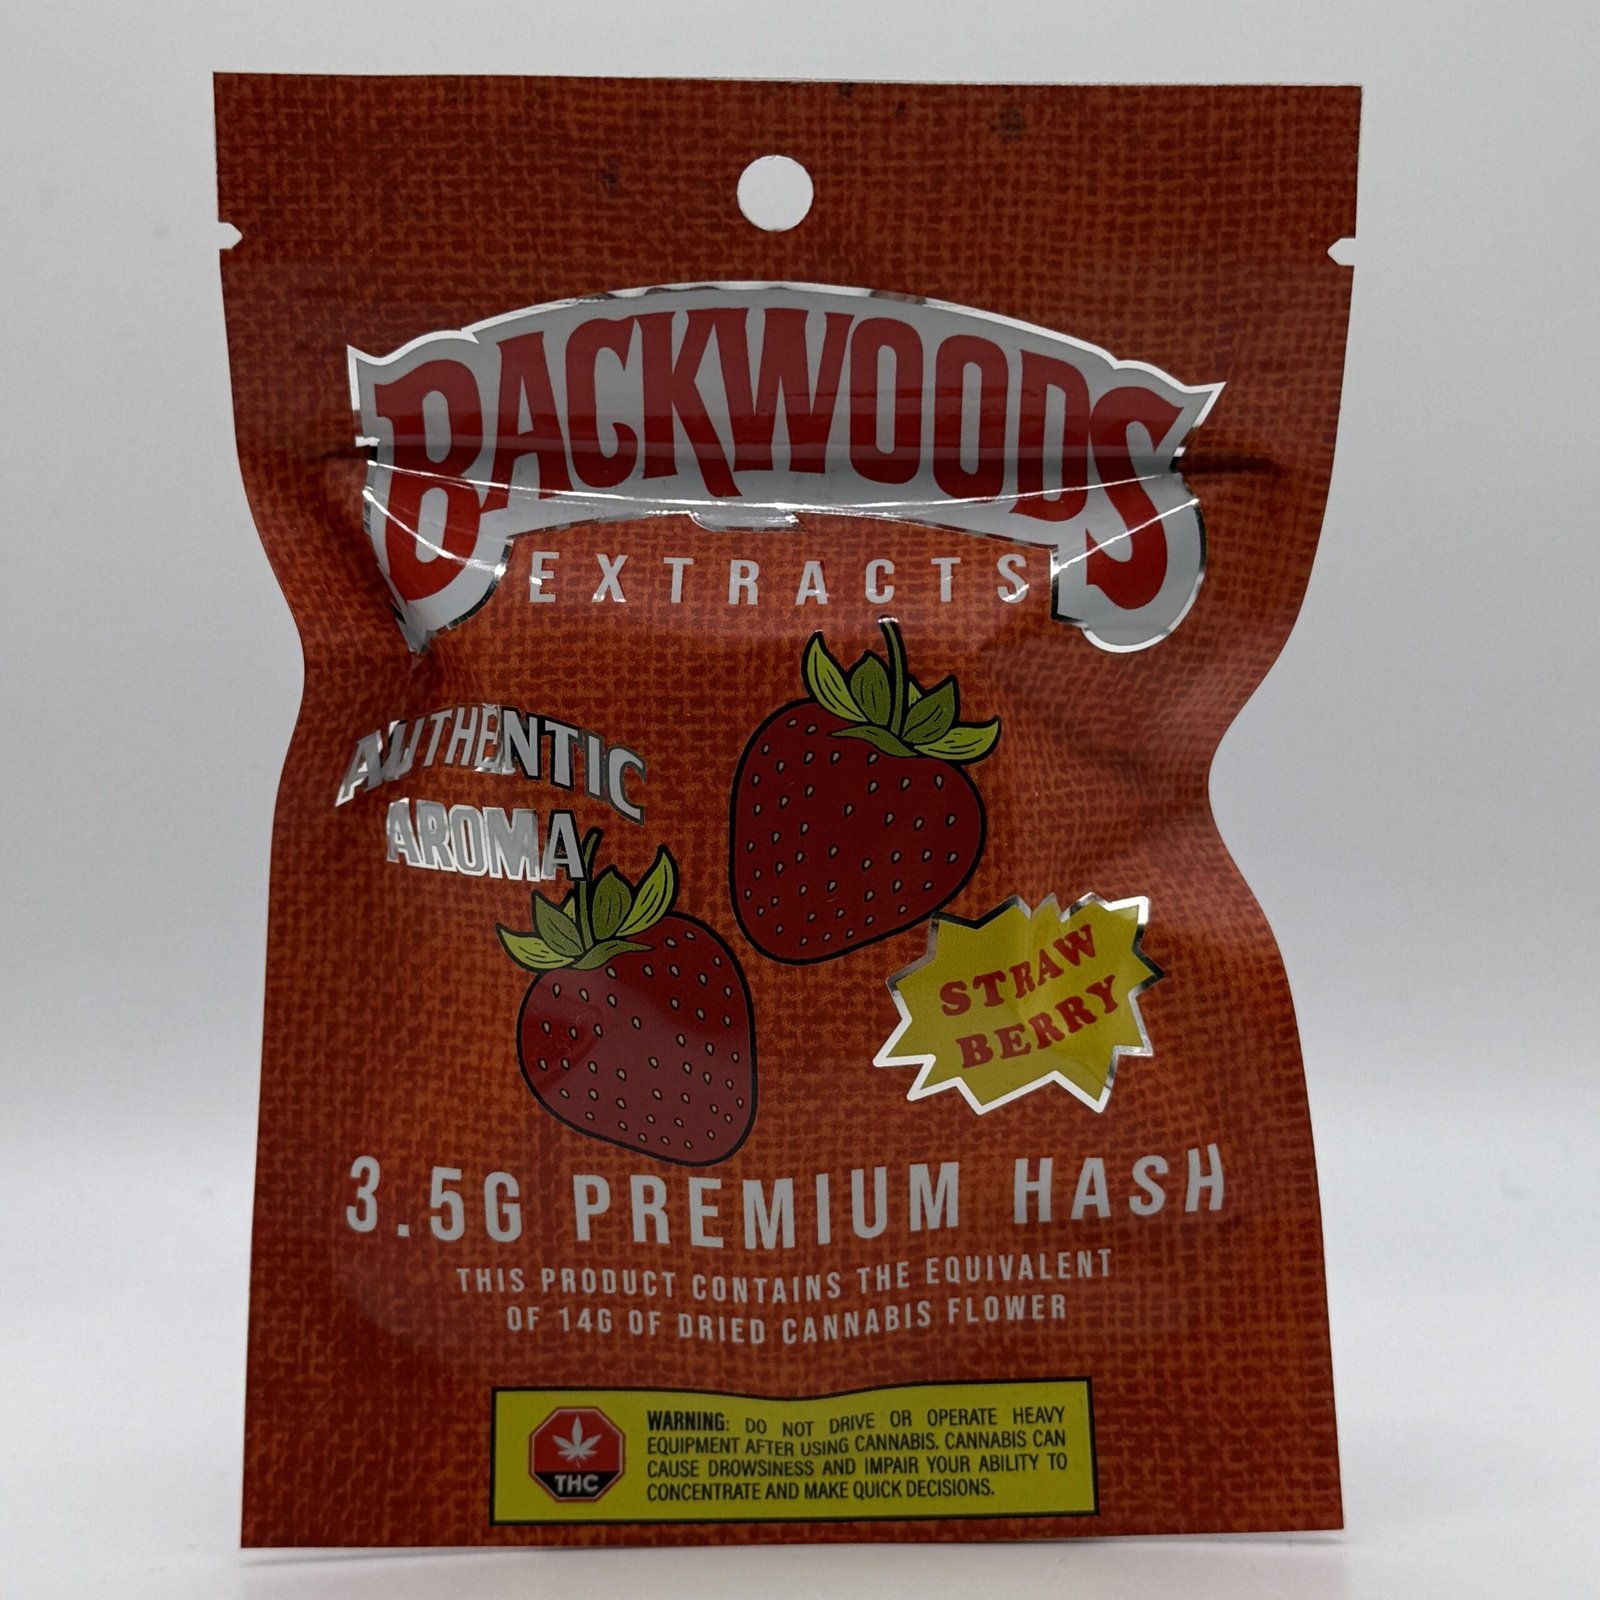 BACKWOODS
EXTRACTS
AUTHENTIC
AROMA
STRAW
BERRY
3.5G PREMIUM HASH
THIS PRODUCT CONTAINS THE EQUIVALENT
OF 14G OF DRIED CANNABIS FLOWER
WARNING: DO NOT DRIVE OR OPERATE HEAVY
EQUIPMENT AFTER USING CANNABIS. CANNABIS CAN
CAUSE DROWSINESS AND IMPAIR YOUR ABILITY TO
CONCENTRATE AND MAKE QUICK DECISIONS.
THC